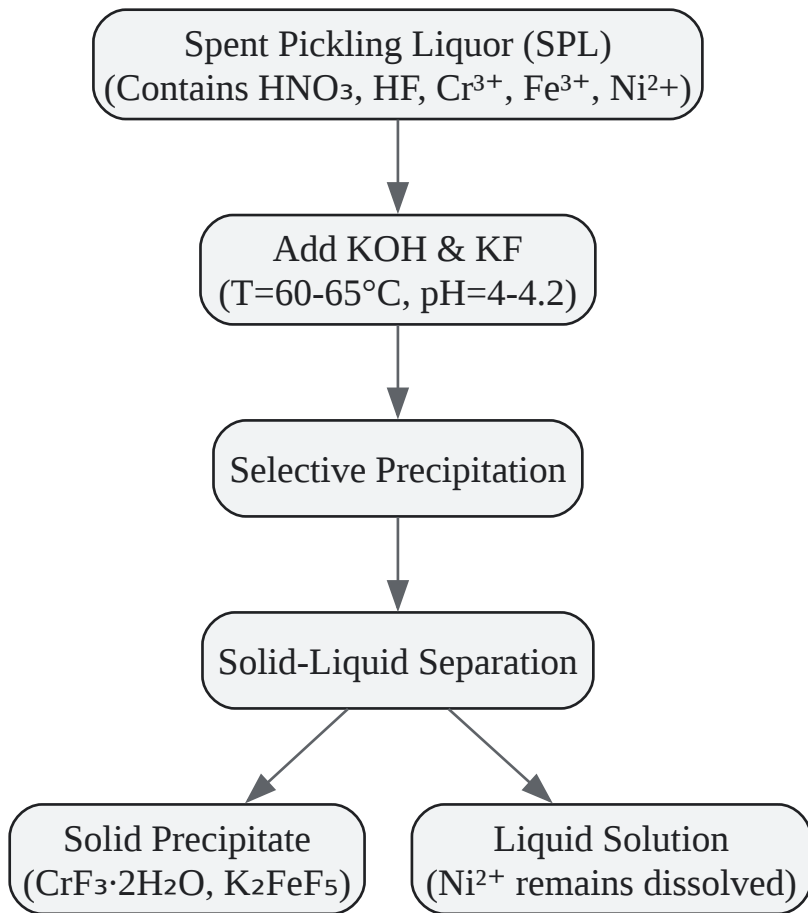 Spent Pickling Liquor (SPL)
(Contains HNO₃, HF, Cr³⁺, Fe³⁺, Ni²+)
Add KOH & KF
(T=60-65°C, pH=4-4.2)
Selective Precipitation
Solid-Liquid Separation
Solid Precipitate
(CrF₃·2H₂O, K₂FeF₅)
Liquid Solution
(Ni²⁺ remains dissolved)